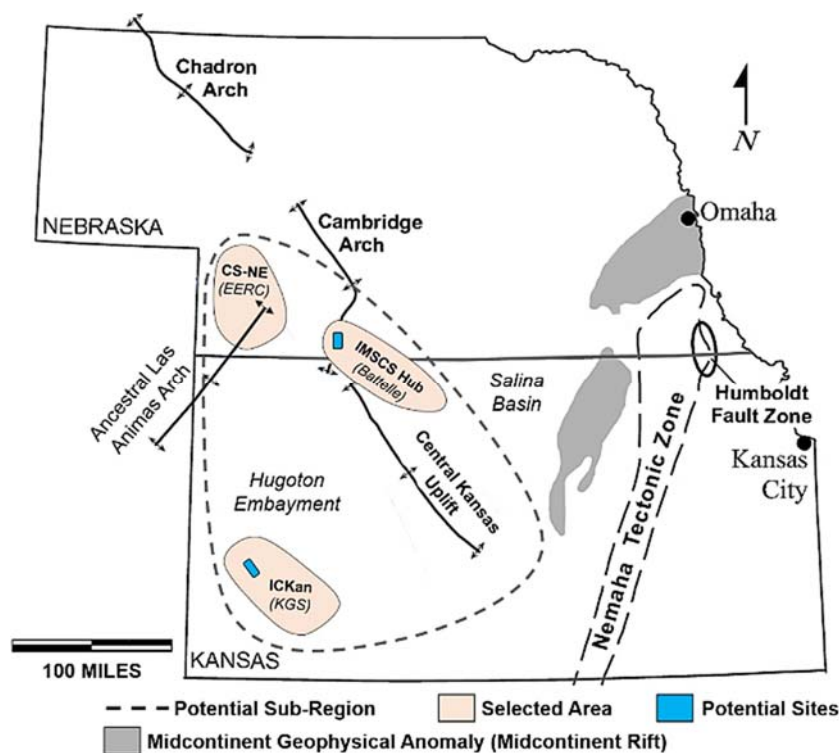 Chadron
Arch
N
NEBRASKA
Cambridge
Arch
Omaha
CS-NE
(EERC)
Ancestral Las
Animas Arch
IMSCS Hub
(Battelle)
Salina
Basin
Humboldt
Fault Zone
Kansas
City
Central Kansas
Uplift
Hugoton
Embayment
Nemaha Tectonic Zone
ICKan
(KGS)
KANSAS
100 MILES
Potential Sub-Region
Selected Area
Potential Sites
Midcontinent Geophysical Anomaly (Midcontinent Rift)